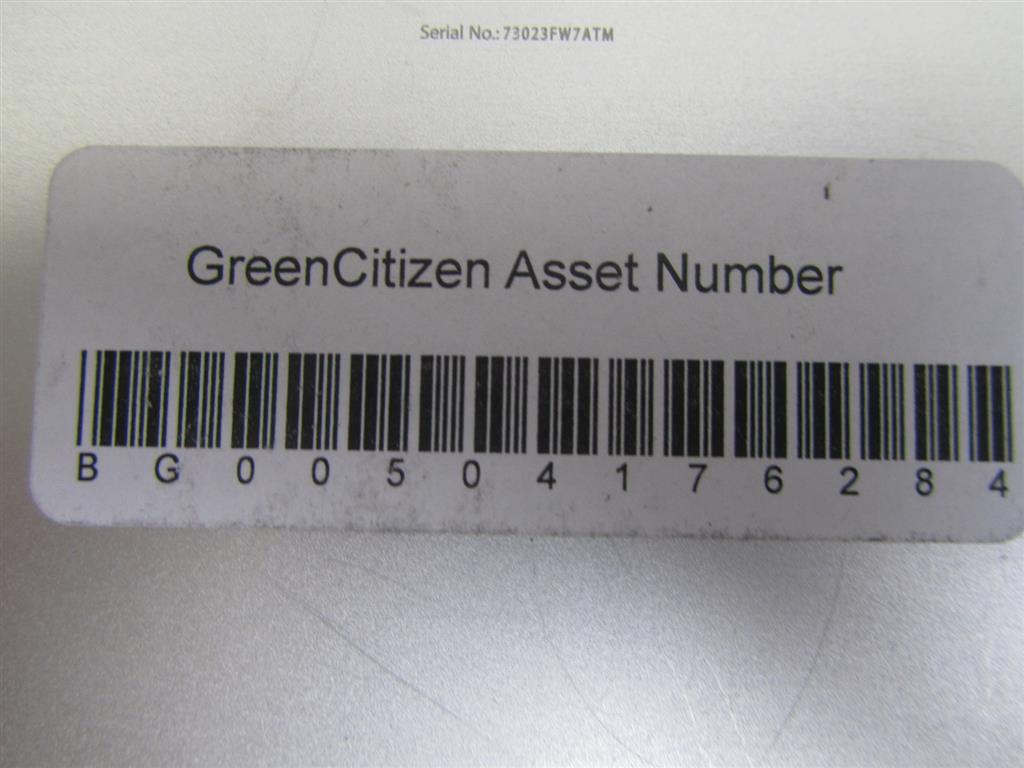 Serial No.: 73023FW7ATM
GreenCitizen Asset Number
B G 0 0 5 0 4 1 7 6 2 8 4